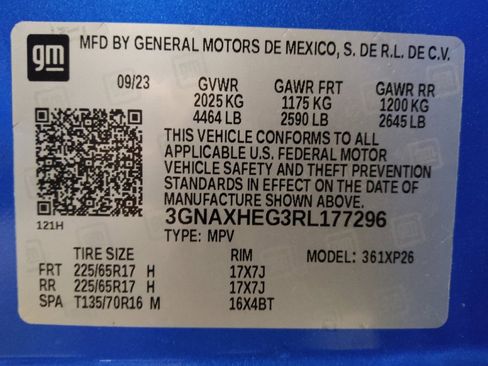 gm MFD BY GENERAL MOTORS DE MEXICO, S. DE R.L. DE C.V.
09/23 GVWR GAWR FRT GAWR RR
2025 KG 1175 KG 1200 KG
4464 LB 2590 LB 2645 LB
THIS VEHICLE CONFORMS TO ALL
APPLICABLE U.S. FEDERAL MOTOR
VEHICLE SAFETY AND THEFT PREVENTION
STANDARDS IN EFFECT ON THE DATE OF
MANUFACTURE SHOWN ABOVE.
3GNAXHEG3RL177296
121H TYPE: MPV
TIRE SIZE RIM MODEL: 361XP26
FRT 225/65R17 H 17X7J
RR 225/65R17 H 17X7J
SPA T135/70R16 M 16X4BT